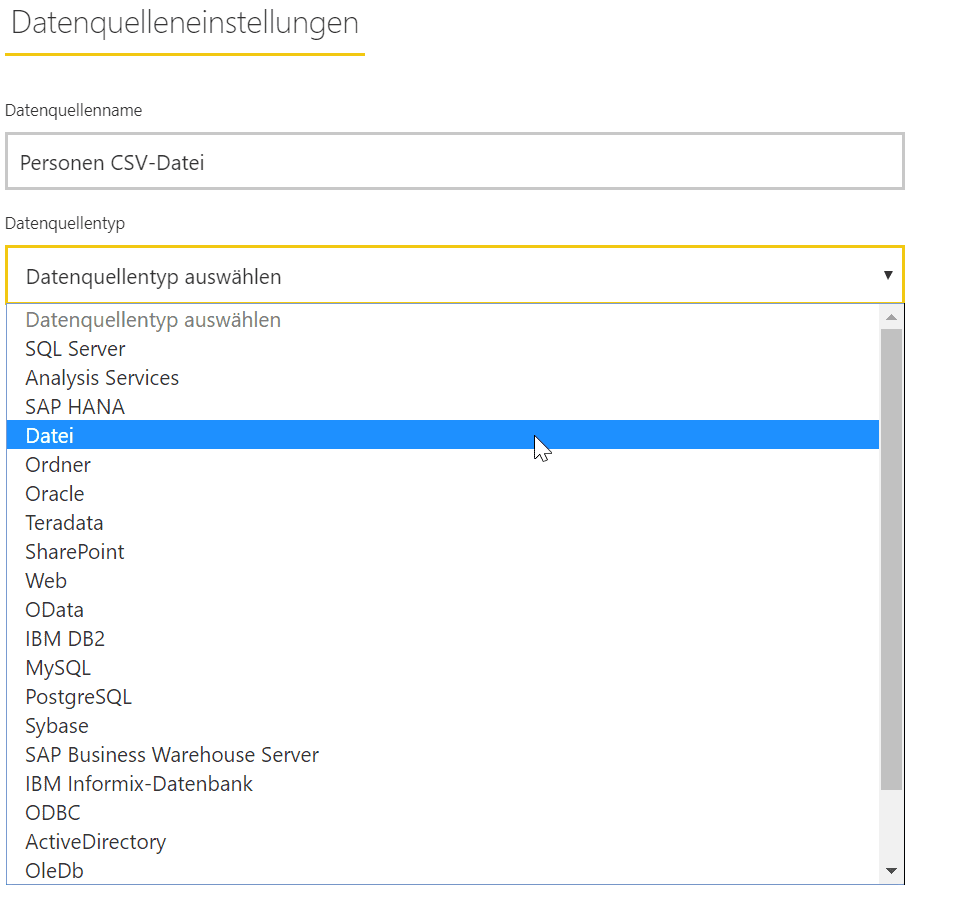 Datenquelleneinstellungen
Datenquellenname
Personen CSV-Datei
Datenquellentyp
Datenquellentyp auswählen
Datenquellentyp auswählen
SQL Server
Analysis Services
SAP HANA
Datei
Ordner
Oracle
Teradata
SharePoint
Web
OData
IBM DB2
MySQL
PostgreSQL
Sybase
SAP Business Warehouse Server
IBM Informix-Datenbank
ODBC
ActiveDirectory
OleDb